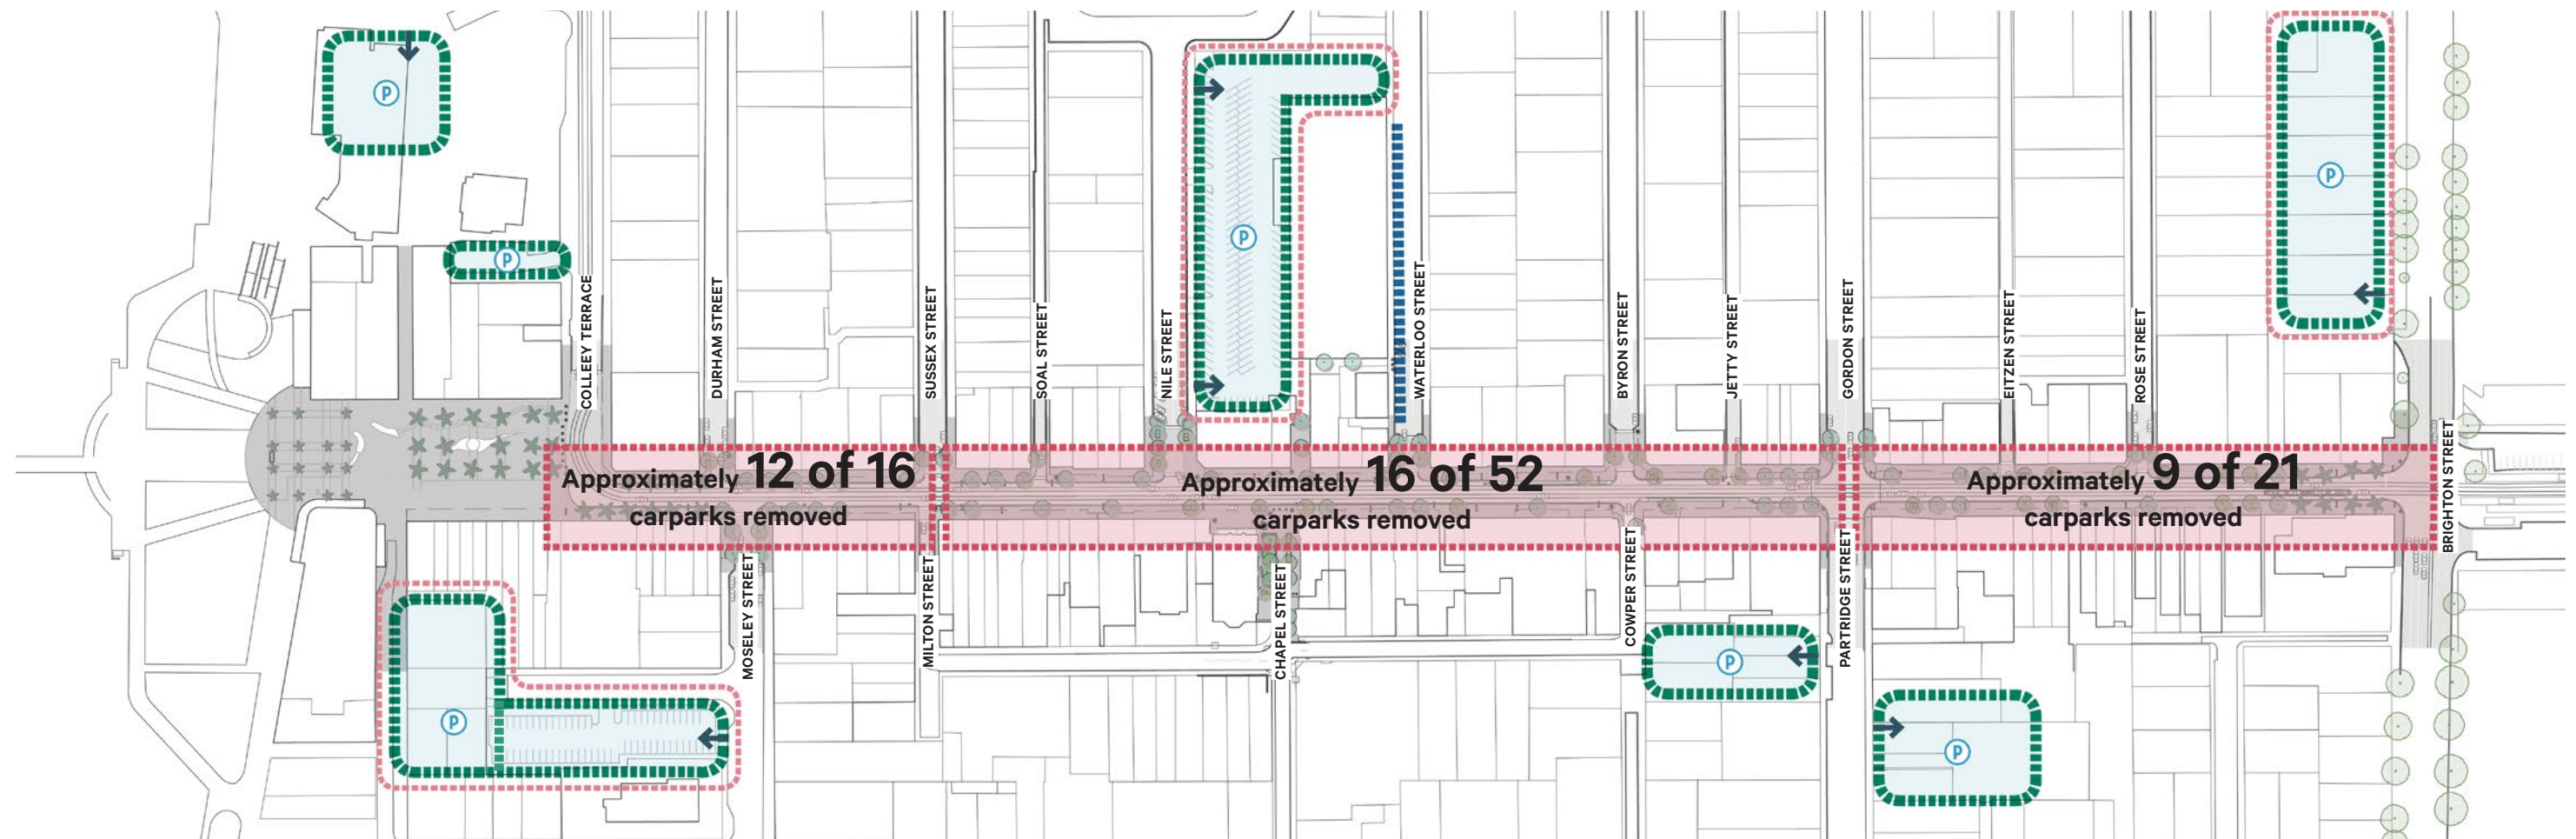 P
P
P
P
COLLEY TERRACE
DURHAM STREET
SUSSEX STREET
SOAL STREET
NILE STREET
WATERLOO STREET
BYRON STREET
JETTY STREET
GORDON STREET
EITZEN STREET
ROSE STREET
BRIGHTON STREET
Approximately 12 of 16
carparks removed
Approximately 16 of 52
carparks removed
Approximately 9 of 21
carparks removed
MOSELEY STREET
MILTON STREET
CHAPEL STREET
COWPER STREET
PARTRIDGE STREET
P
P
P